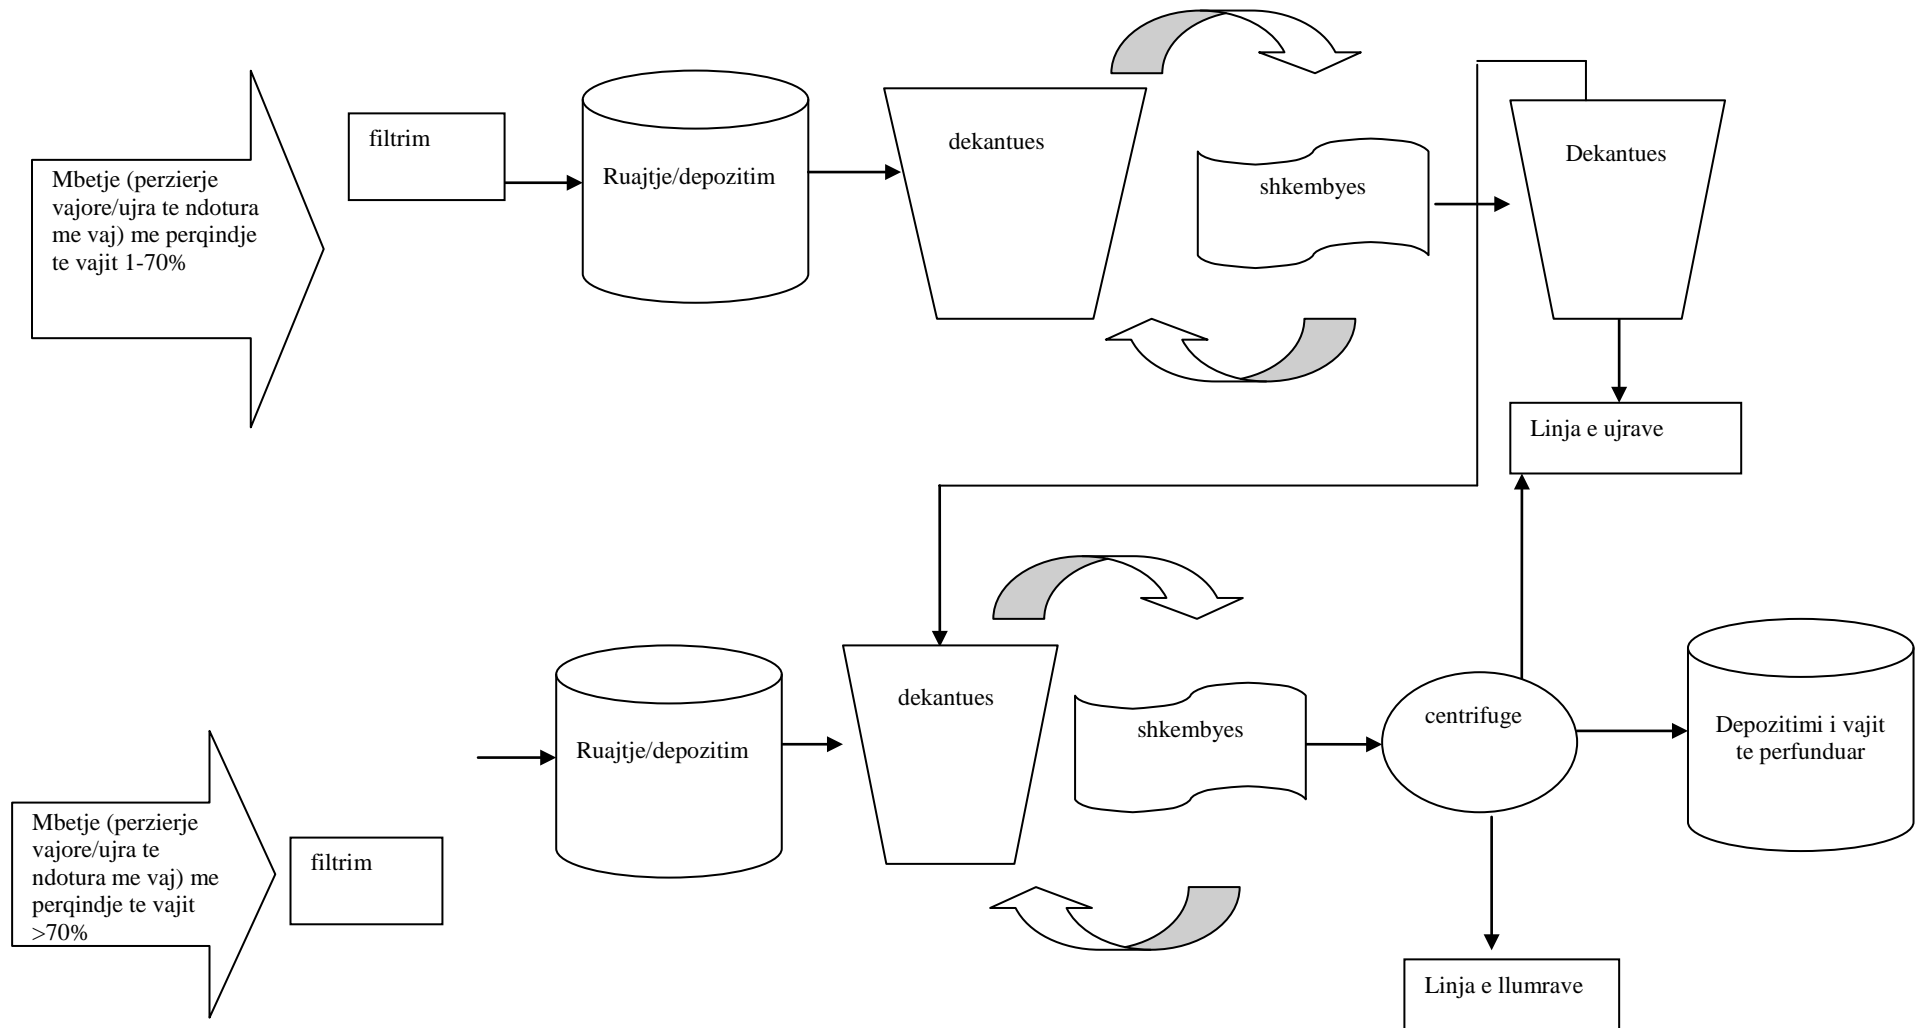 Mbetje (perzierje
vajore/ujra te ndotura
me vaj) me perqindje
te vajit 1-70%
filtrim
Ruajtje/depozitim
dekantues
shkembyes
Dekantues
Linja e ujrave
Mbetje (perzierje
vajore/ujra te
ndotura me vaj) me
perqindje te vajit
>70%
filtrim
Ruajtje/depozitim
dekantues
shkembyes
centrifuge
Depozitimi i vajit
te perfunduar
Linja e llumrave